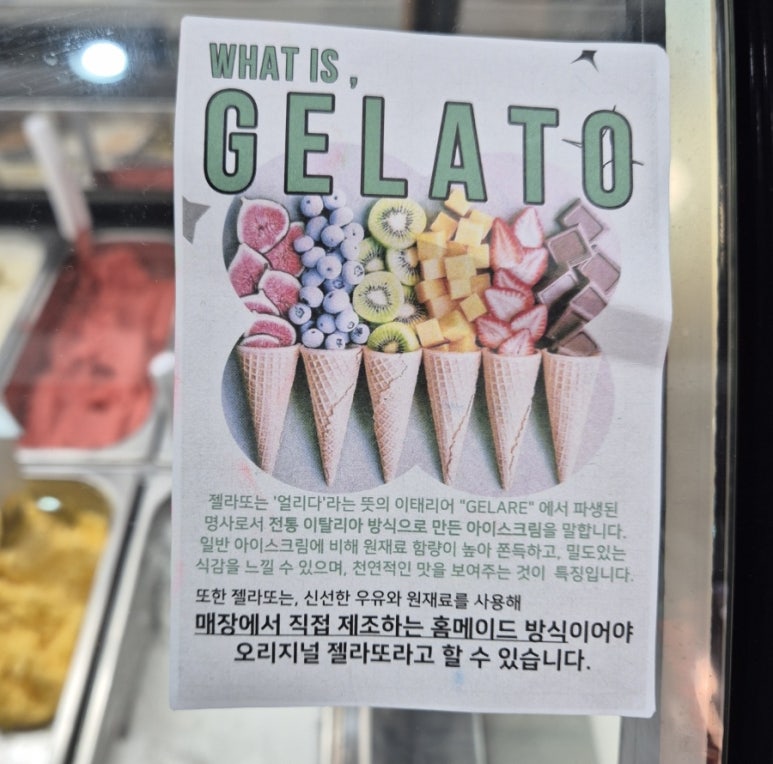 WHAT IS,
GELATO
젤라또는 '얼리다'라는 뜻의 이태리어 "GELARE" 에서 파생된
명사로서 전통 이탈리아 방식으로 만든 아이스크림을 말합니다.
일반 아이스크림에 비해 원재료 함량이 높아 쫀득하고, 밀도있는
식감을 느낄 수 있으며, 천연적인 맛을 보여주는 것이 특징입니다.
또한 젤라또는, 신선한 우유와 원재료를 사용해
매장에서 직접 제조하는 홈메이드 방식이어야
오리지널 젤라또라고 할 수 있습니다.